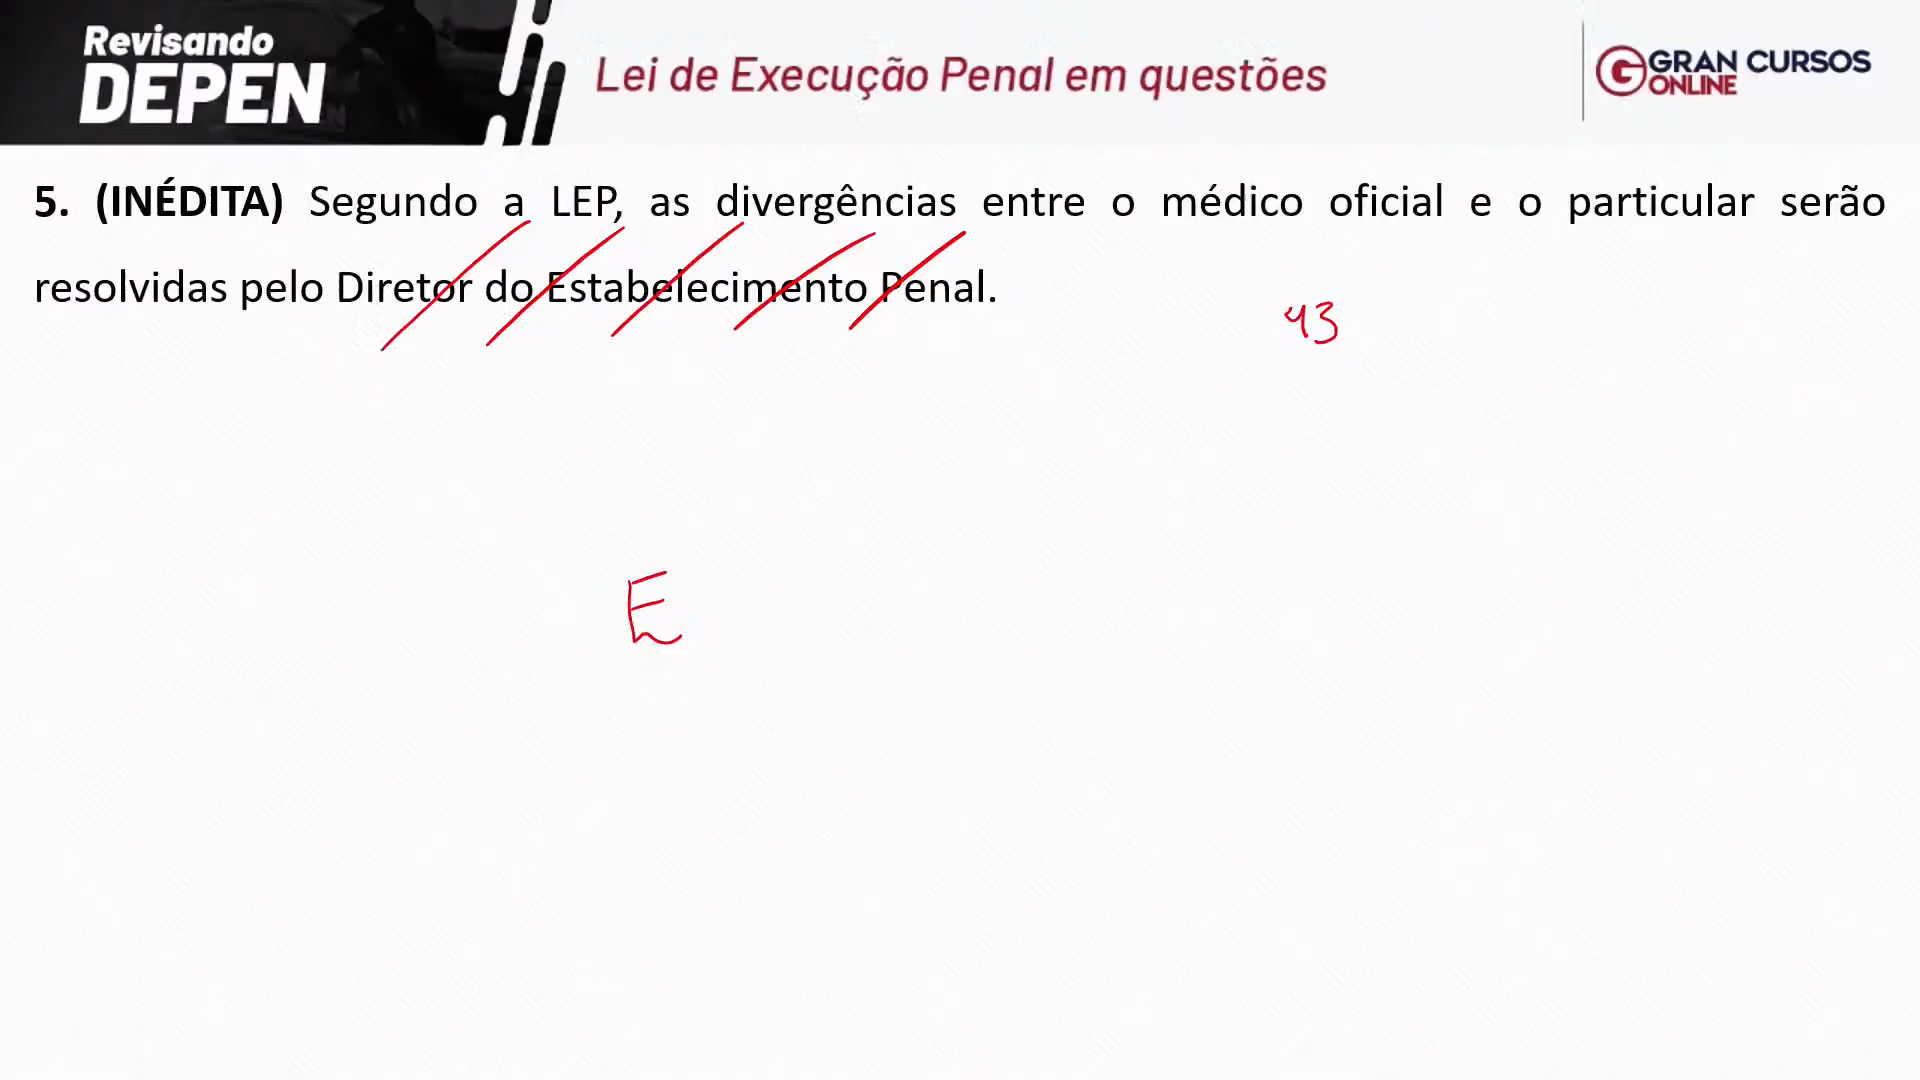 Revisando
DEPEN
Lei de Execução Penal em questões
GRAN CURSOS
ONLINE
5. (INÉDITA) Segundo a LEP, as divergências entre o médico oficial e o particular serão
resolvidas pelo Diretor do Estabelecimento Penal.
43
E